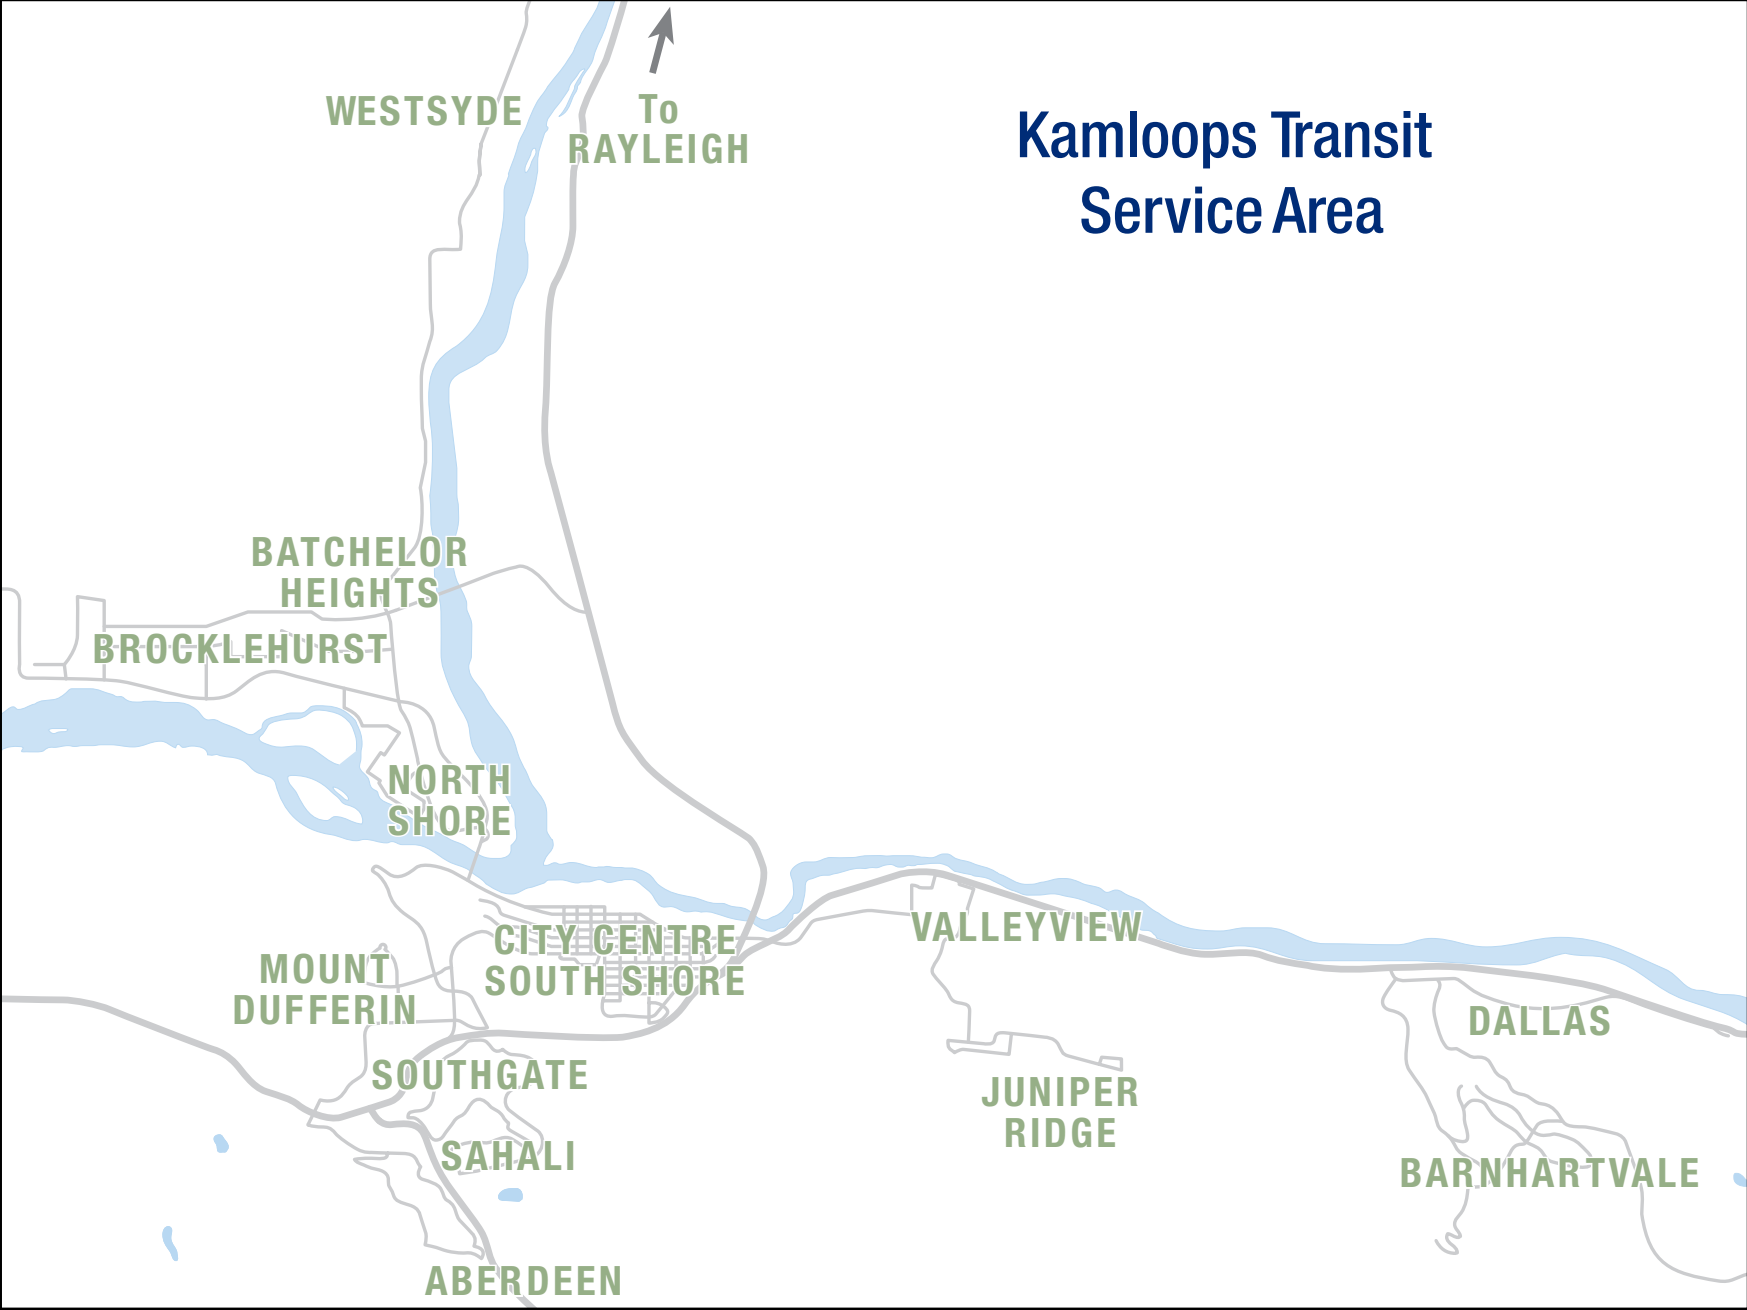 WESTSYDE
To
RAYLEIGH
Kamloops Transit
Service Area
BATCHELOR
HEIGHTS
BROCKLEHURST
NORTH
SHORE
CITY CENTRE
SOUTH SHORE
VALLEYVIEW
MOUNT
DUFFERIN
SOUTHGATE
SAHALI
ABERDEEN
JUNIPER
RIDGE
DALLAS
BARNHARTVALE